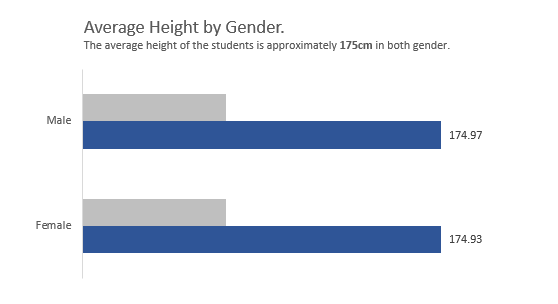 Average Height by Gender.
The average height of the students is approximately 175cm in both gender.
Male
174.97
Female
174.93